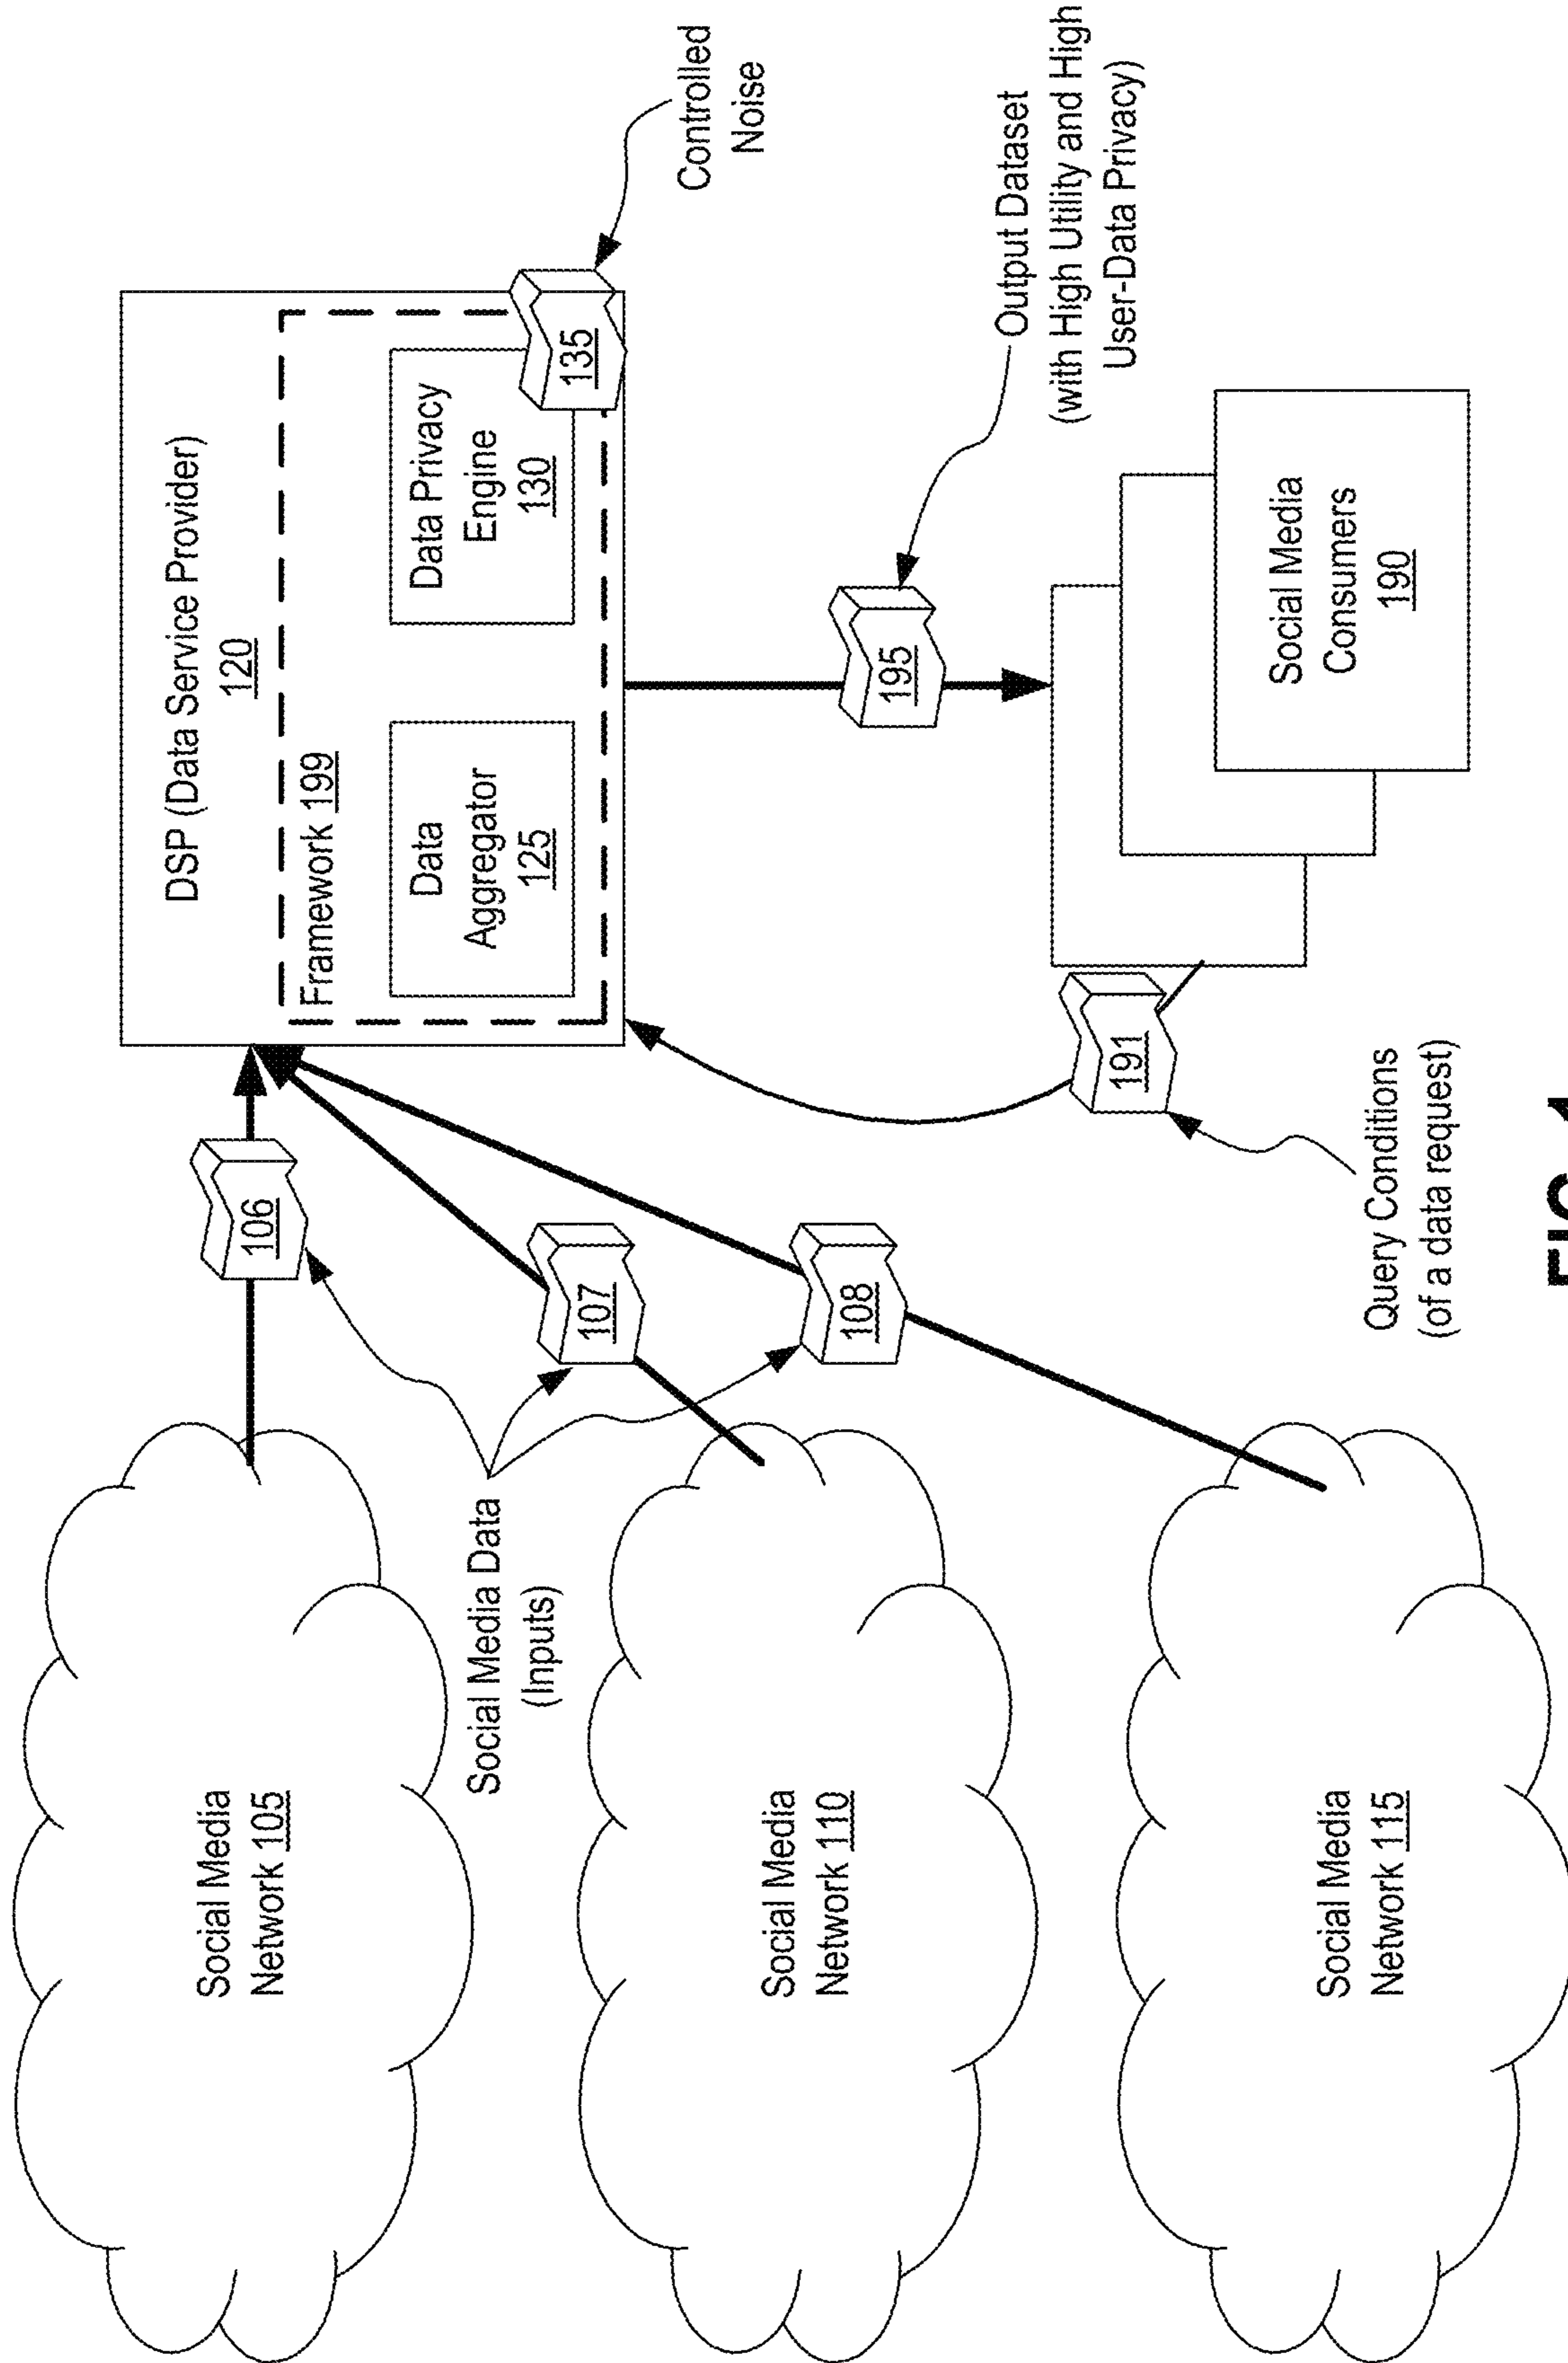 Social Media
Network 105
Social Media
Network 110
Social Media
Network 115
Social Media Data
(Inputs)
106
107
108
DSP (Data Service Provider)
120
Framework 199
Data
Aggregator
125
Data Privacy
Engine
130
135
Controlled
Noise
195
Output Dataset
(with High Utility and High
User-Data Privacy)
191
Query Conditions
(of a data request)
Social Media
Consumers
190
FIG. 1